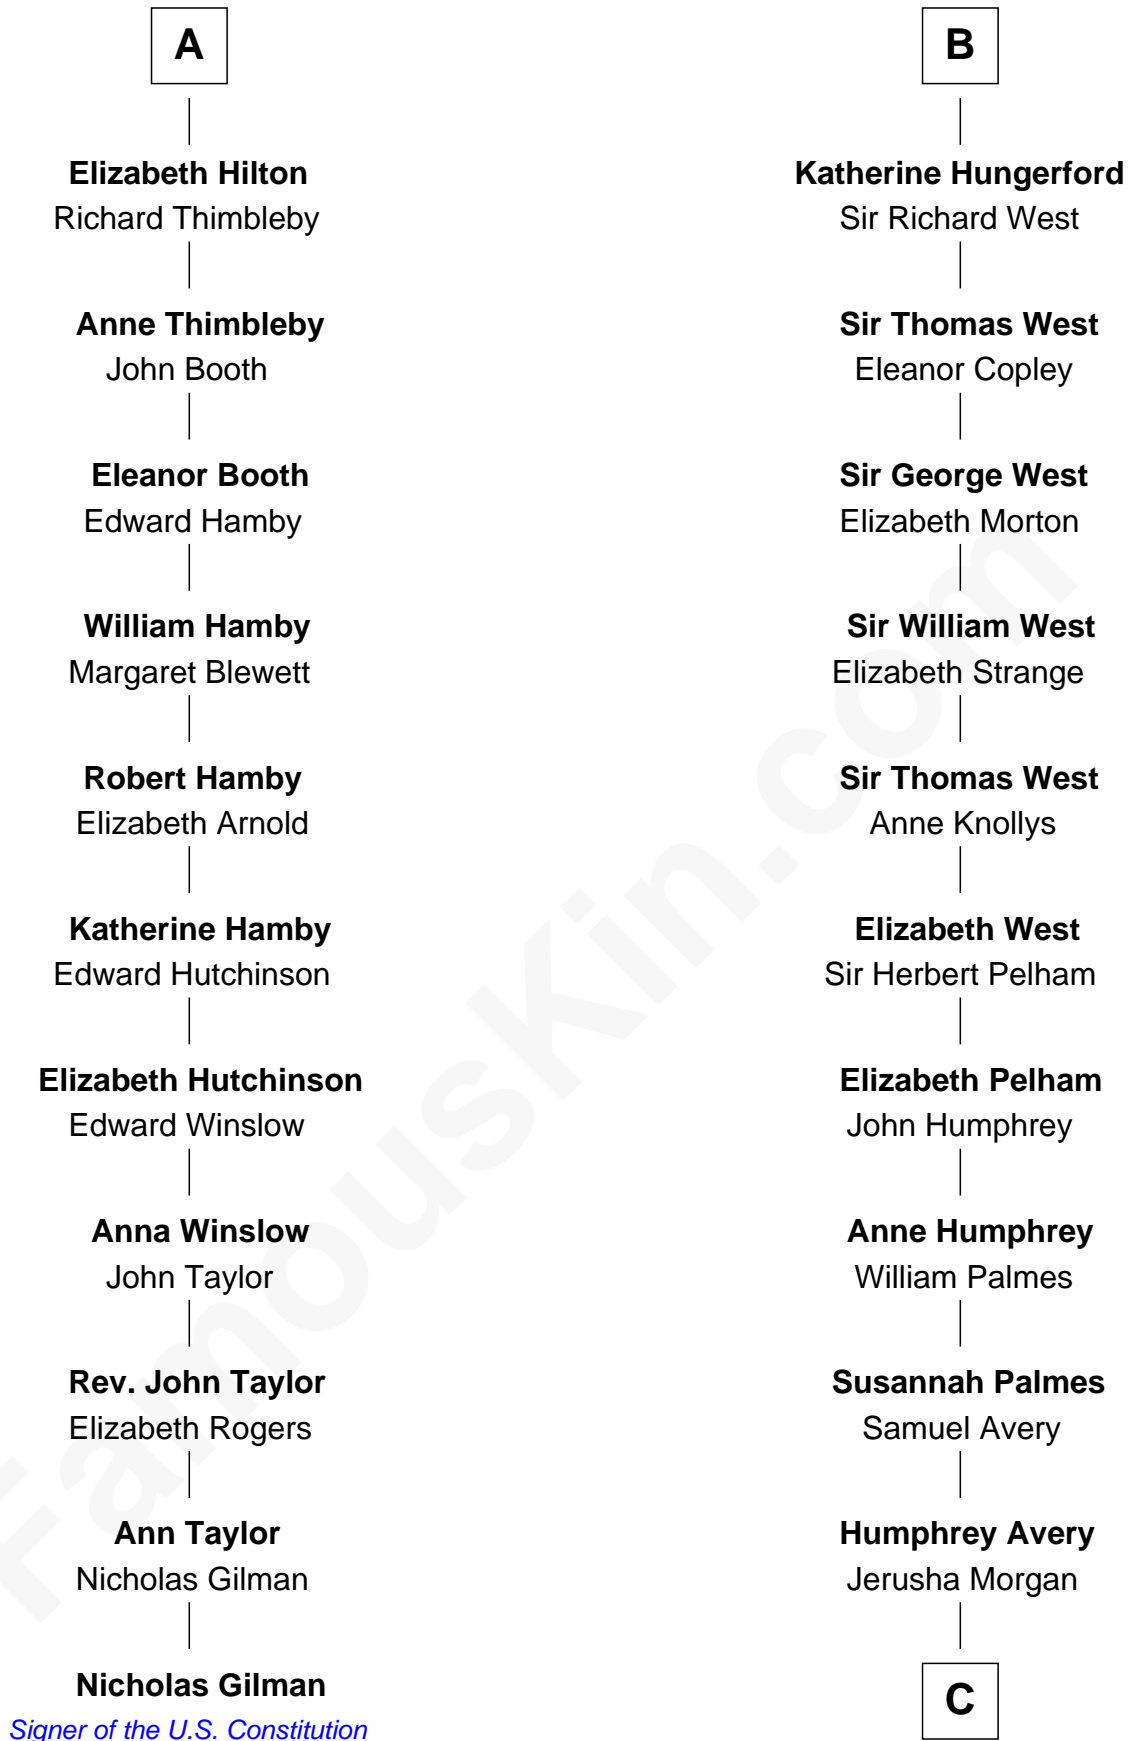 A
Elizabeth Hilton
Richard Thimbleby
Anne Thimbleby
John Booth
Eleanor Booth
Edward Hamby
William Hamby
Margaret Blewett
Robert Hamby
Elizabeth Arnold
Katherine Hamby
Edward Hutchinson
Elizabeth Hutchinson
Edward Winslow
Anna Winslow
John Taylor
Rev. John Taylor
Elizabeth Rogers
Ann Taylor
Nicholas Gilman
Nicholas Gilman
Signer of the U.S. Constitution
B
Katherine Hungerford
Sir Richard West
Sir Thomas West
Eleanor Copley
Sir George West
Elizabeth Morton
Sir William West
Elizabeth Strange
Sir Thomas West
Anne Knollys
Elizabeth West
Sir Herbert Pelham
Elizabeth Pelham
John Humphrey
Anne Humphrey
William Palmes
Susannah Palmes
Samuel Avery
Humphrey Avery
Jerusha Morgan
C
FamousKin.com